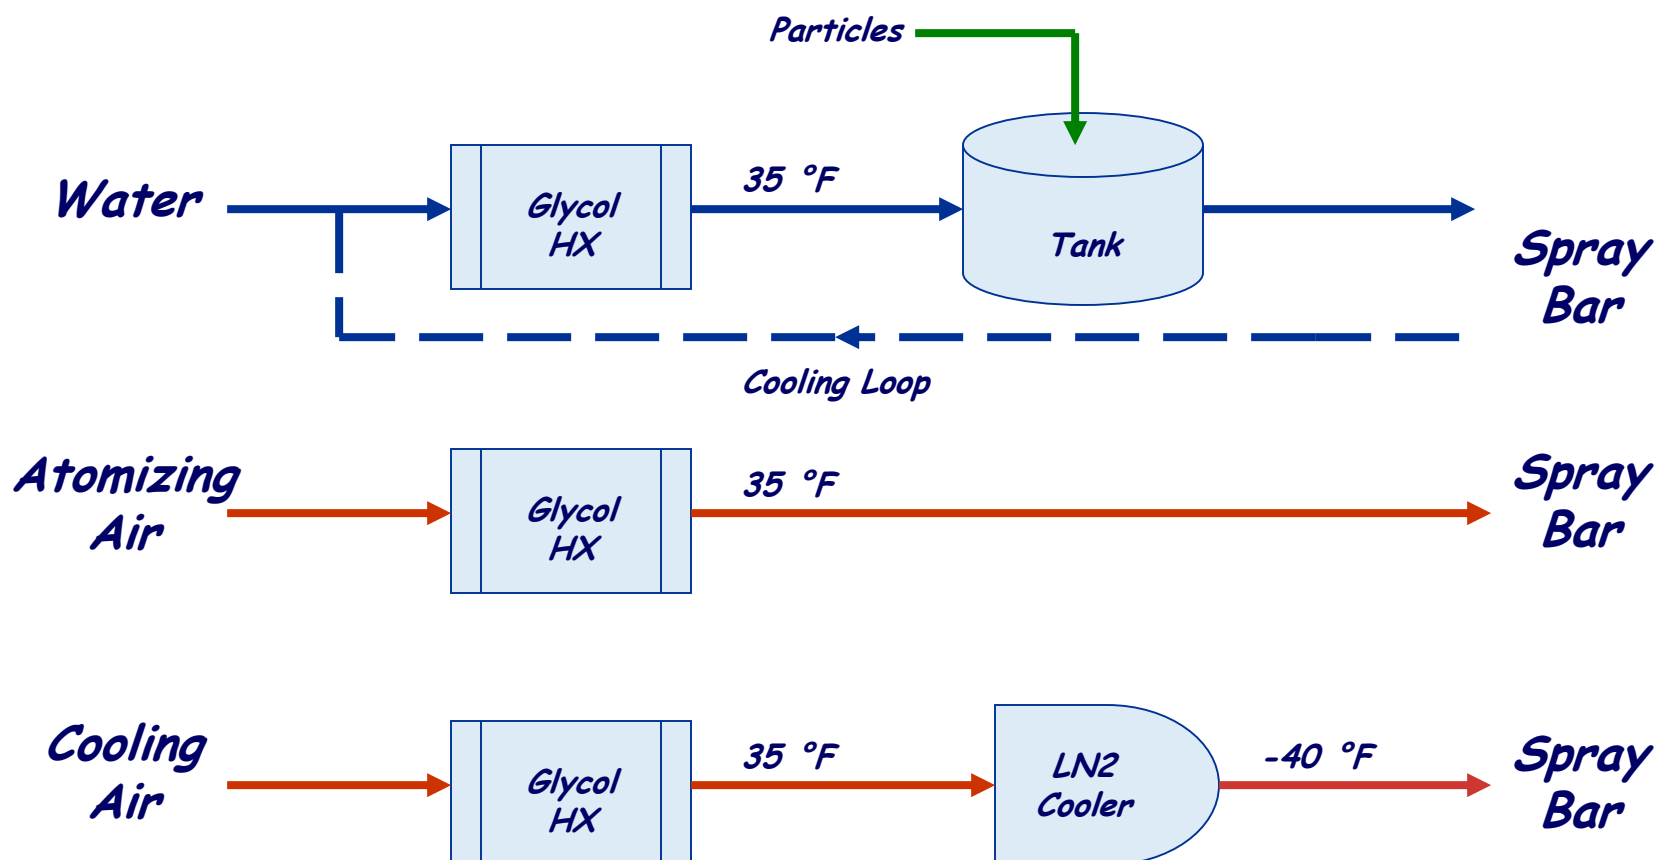 Particles
Water
Glycol
HX
35 °F
Tank
Spray
Bar
Cooling Loop
Atomizing
Air
Glycol
HX
35 °F
Spray
Bar
Cooling
Air
Glycol
HX
35 °F
LN2
Cooler
-40 °F
Spray
Bar